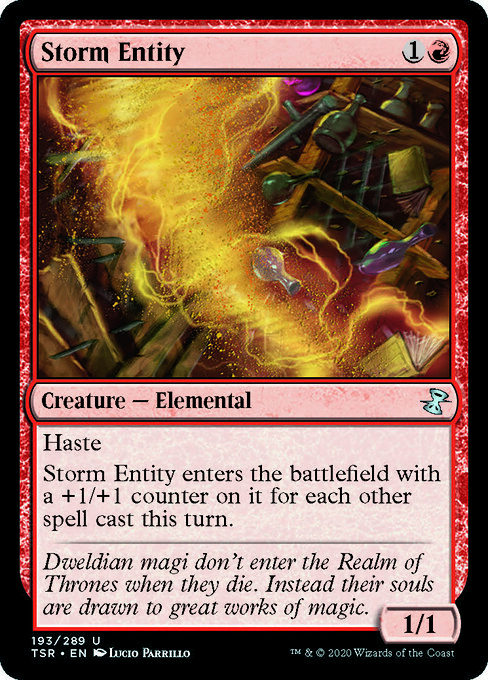 Storm Entity 1
Creature — Elemental
Haste
Storm Entity enters the battlefield with
a +1/+1 counter on it for each other
spell cast this turn.
Dweldian magi don't enter the Realm of
Thrones when they die. Instead their souls
are drawn to great works of magic.
1/1
193/289 U
TSR • EN Lucio Parrillo
™ & © 2020 Wizards of the Coast